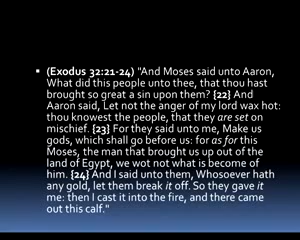 (Exodus 32:21-24) "And Moses said unto Aaron,
What did this people unto thee, that thou hast
brought so great a sin upon them? {22} And
Aaron said, Let not the anger of my lord wax hot:
thou knowest the people, that they are set on
mischief. {23} For they said unto me, Make us
gods, which shall go before us: for as for this
Moses, the man that brought us up out of the
land of Egypt, we wot not what is become of
him. {24} And I said unto them, Whosoever hath
any gold, let them break it off. So they gave it
me: then I cast it into the fire, and there came
out this calf."